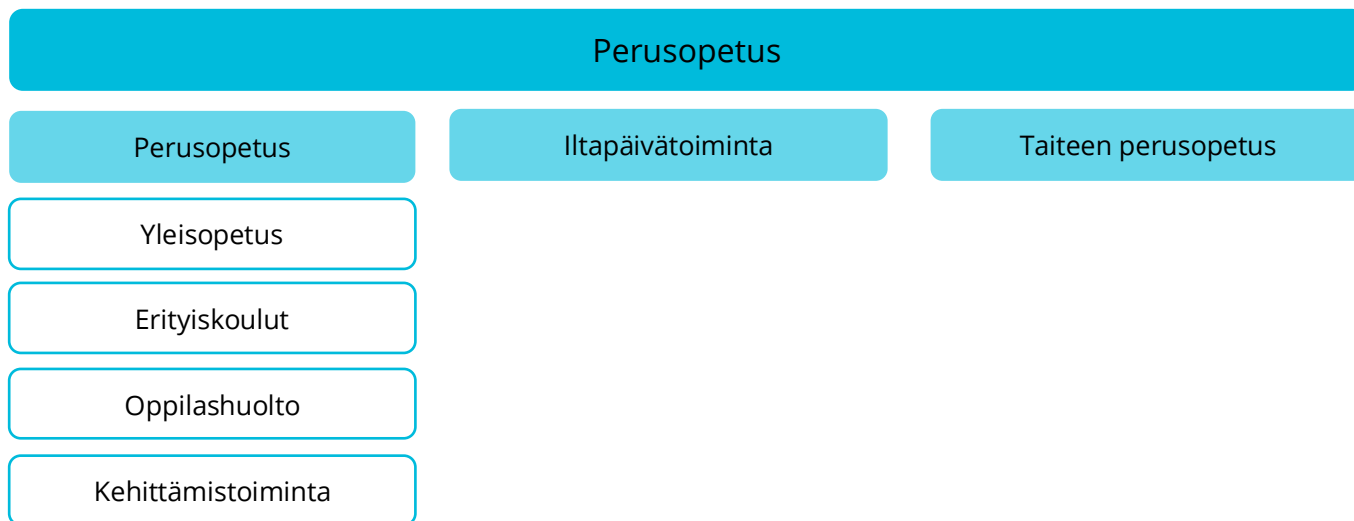 Perusopetus
Perusopetus
Iltapäivätoiminta
Taiteen perusopetus
Yleisopetus
Erityiskoulut
Oppilashuolto
Kehittämistoiminta